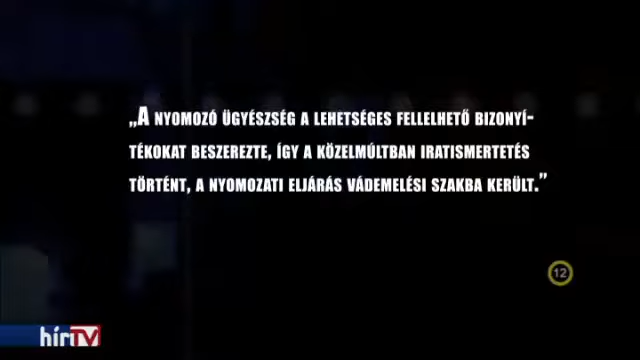 „A NYOMOZÓ ÜGYÉSZSÉG A LEHETSÉGES FELLELHETŐ BIZONYÍ-
TÉKOKAT BESZEREZTE, ÍGY A KÖZELMÚLTBAN IRATISMERTETÉS
TÖRTÉNT, A NYOMOZATI ELJÁRÁS VÁDEMELÉSI SZAKBA KERÜLT.”
12
hírTV